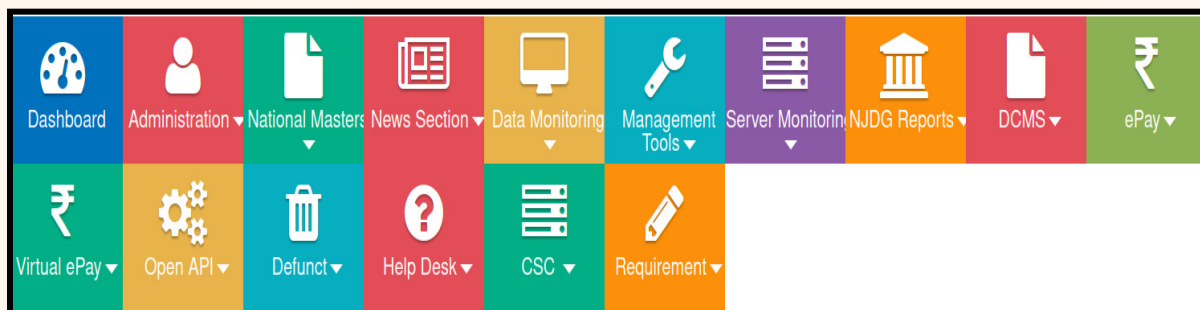 Dashboard
Administration
National Masters
News Section
Data Monitoring
Management
Tools
Server Monitoring
NJDG Reports
DCMS
ePay
Virtual ePay
Open API
Defunct
Help Desk
CSC
Requirement